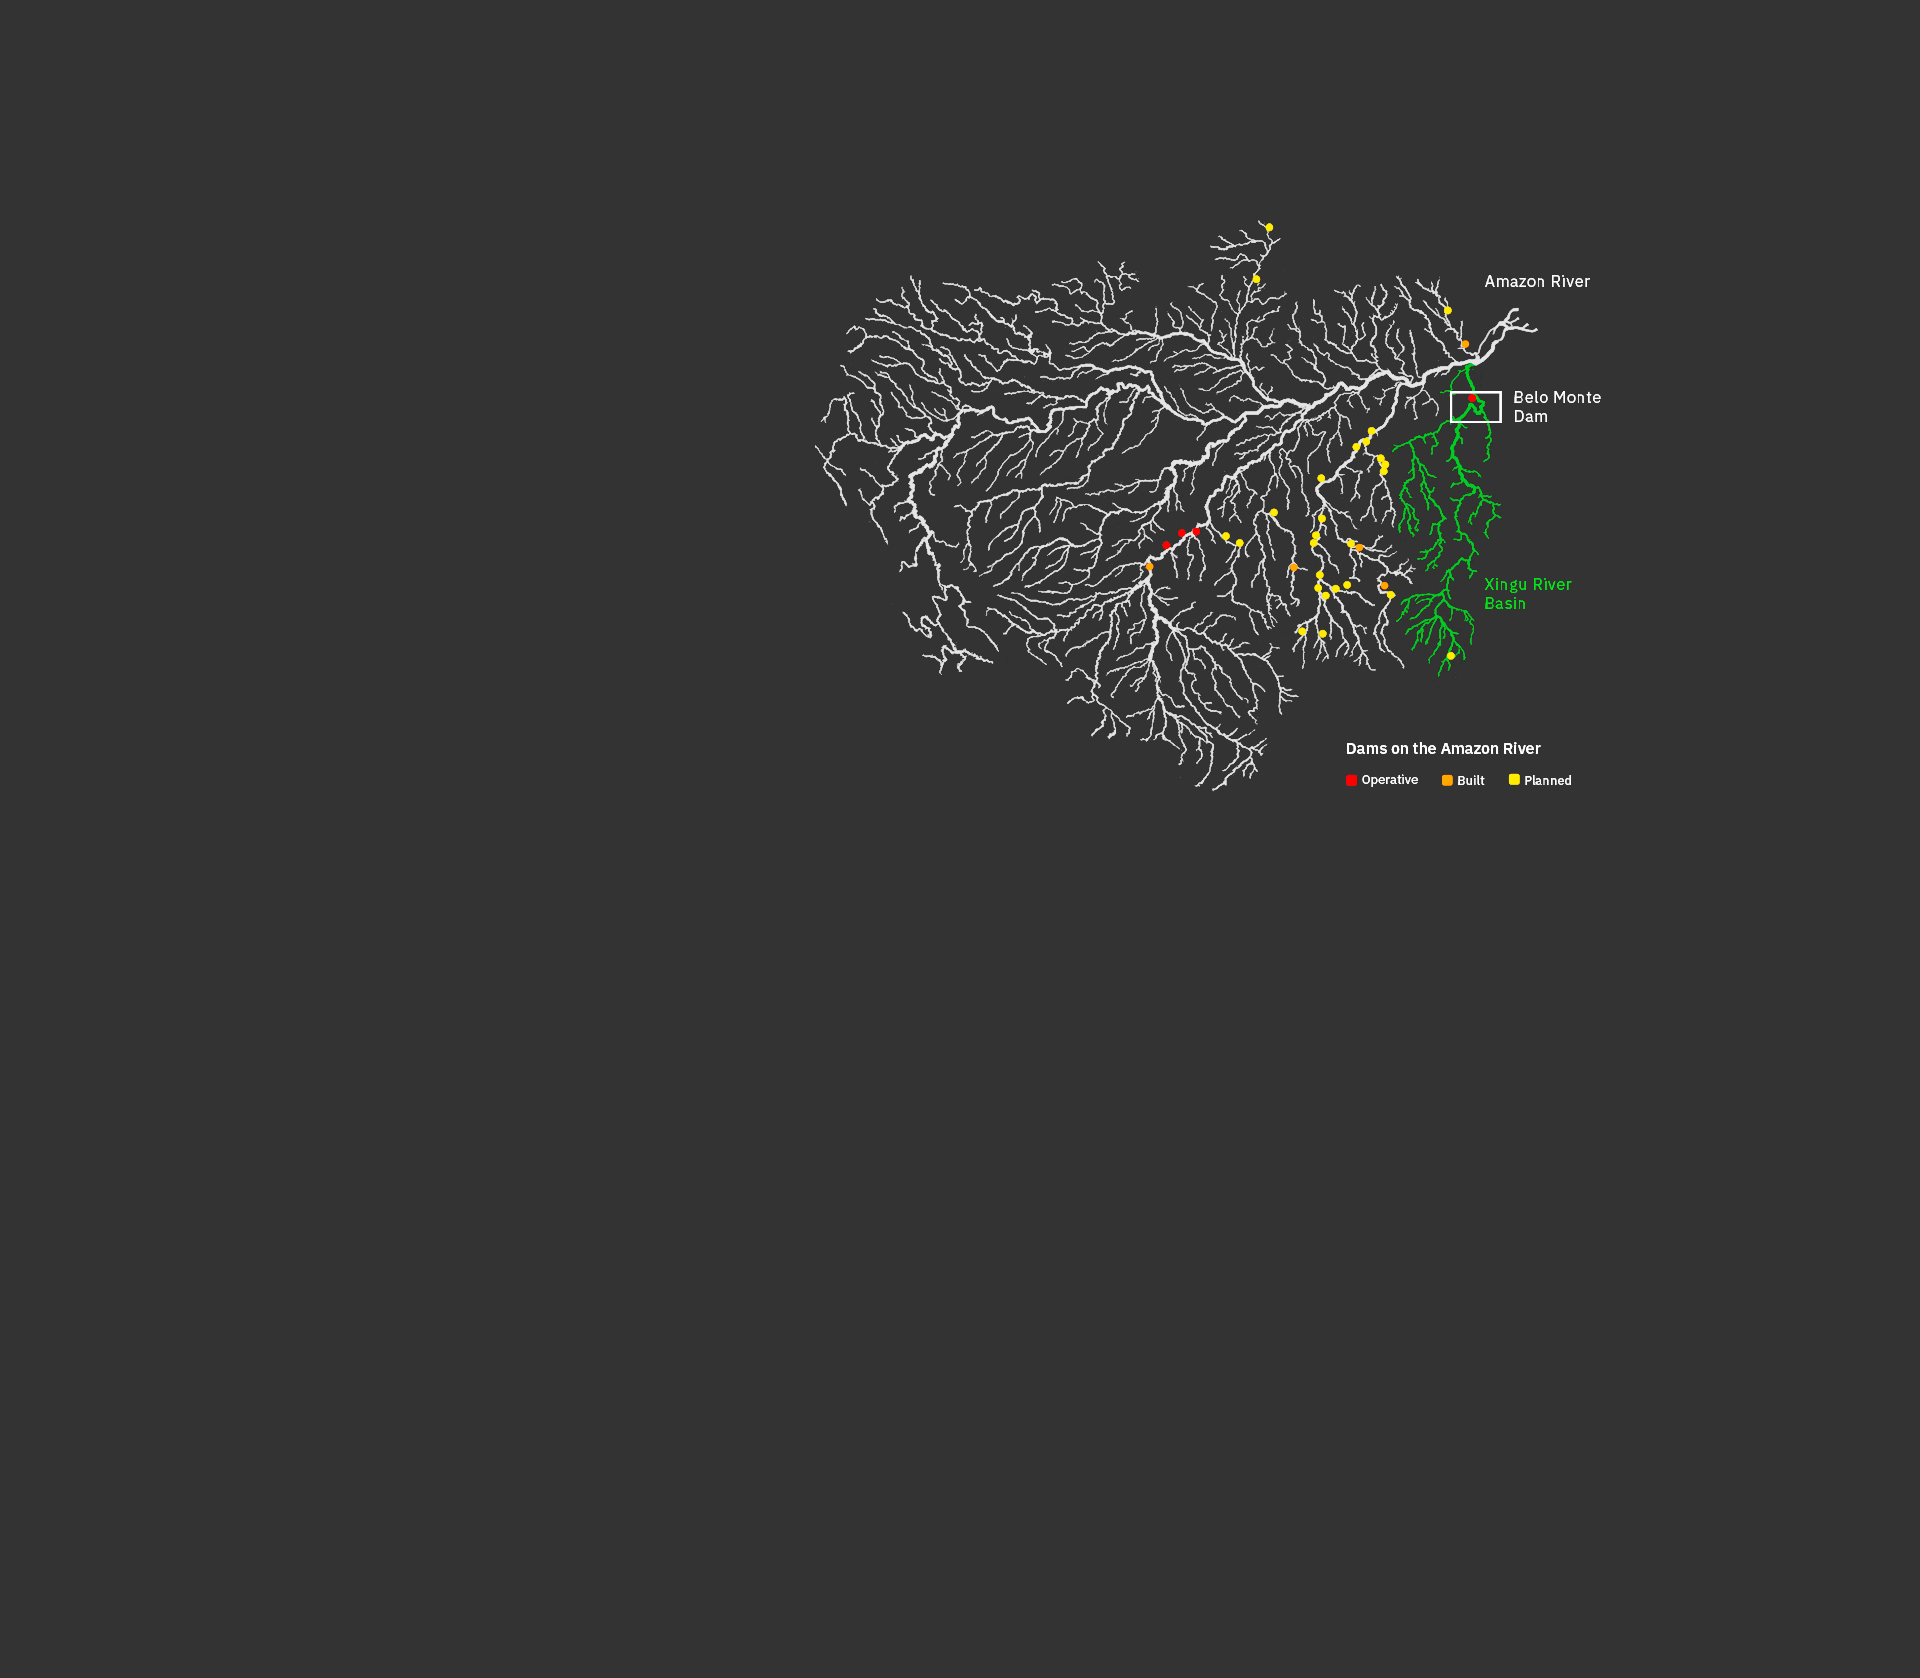 Amazon River
Belo Monte
Dam
Xingu River
Basin
Dams on the Amazon River
Operative
Built
Planned